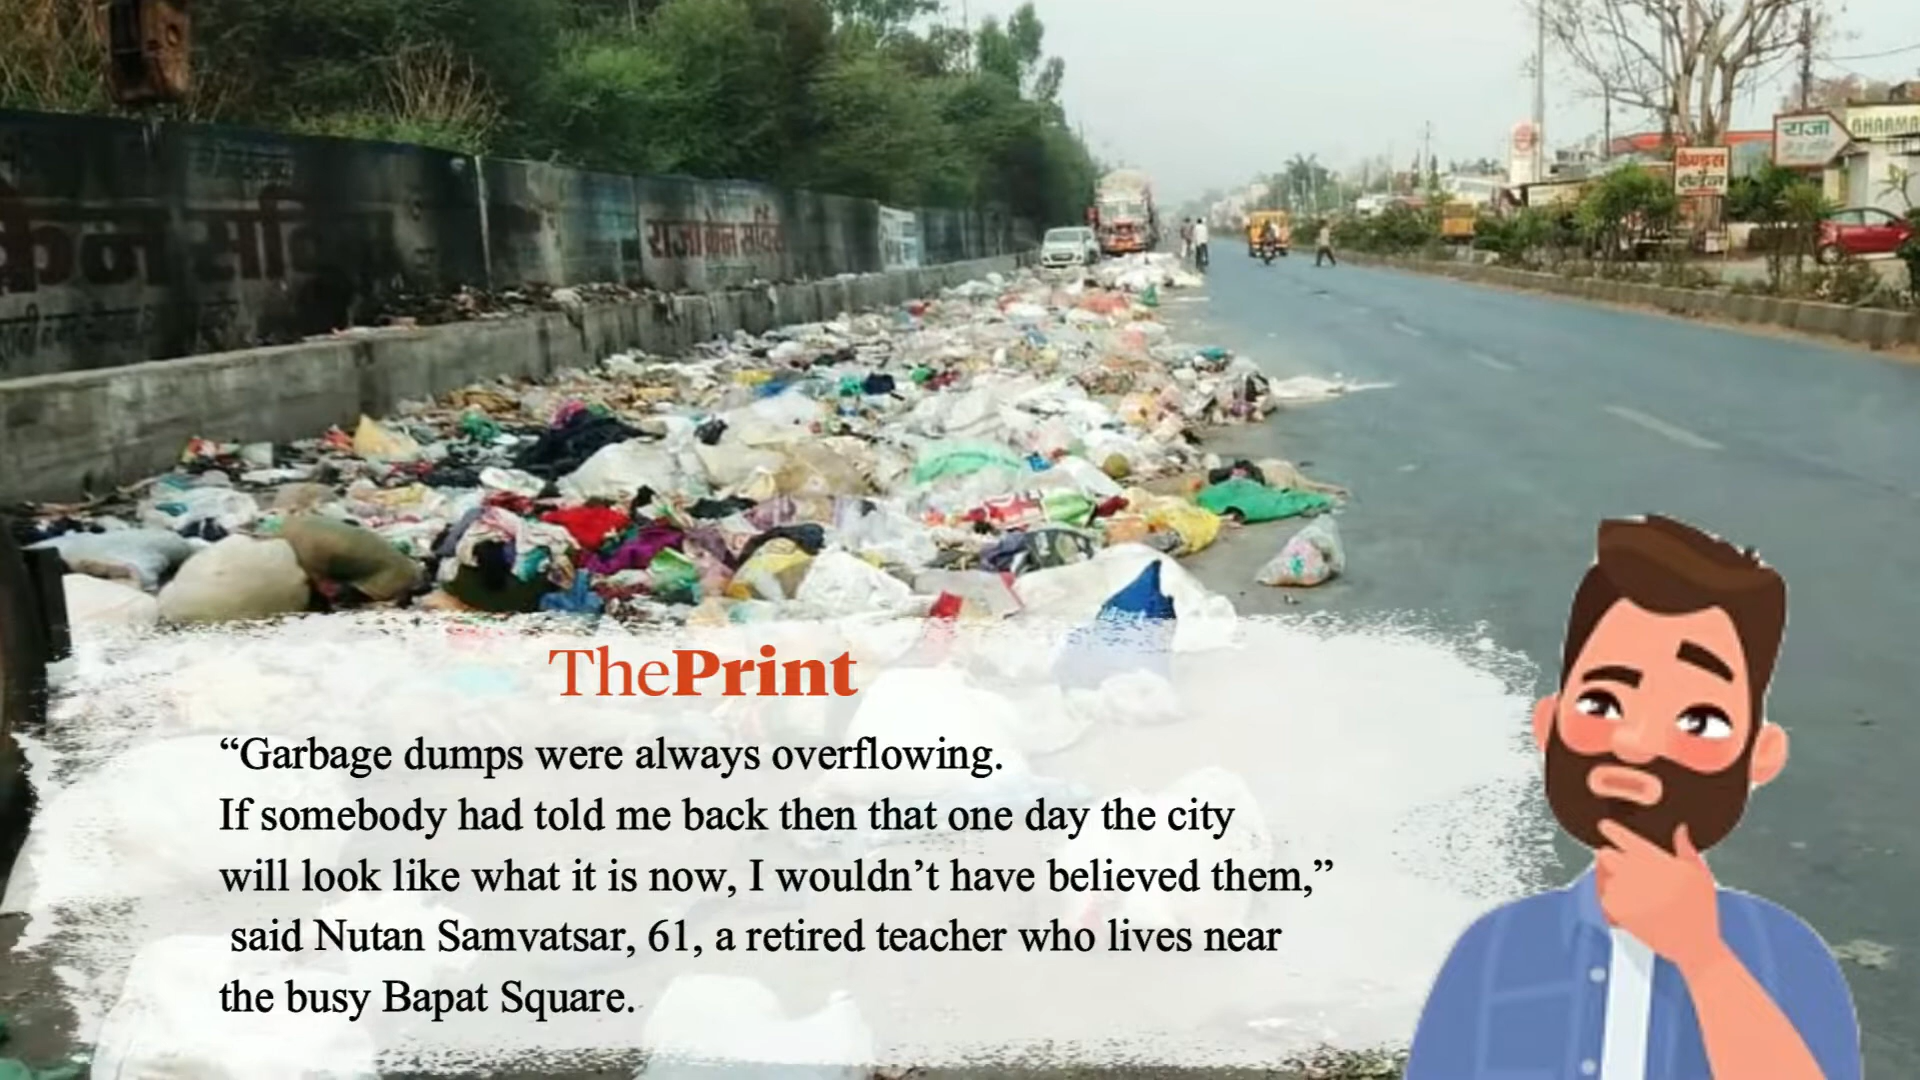 राजा क्रेन सर्विस
राजा
BHARMA
फ्रेण्ड्स
ThePrint
“Garbage dumps were always overflowing.
If somebody had told me back then that one day the city
will look like what it is now, I wouldn’t have believed them,”
said Nutan Samvatsar, 61, a retired teacher who lives near
the busy Bapat Square.